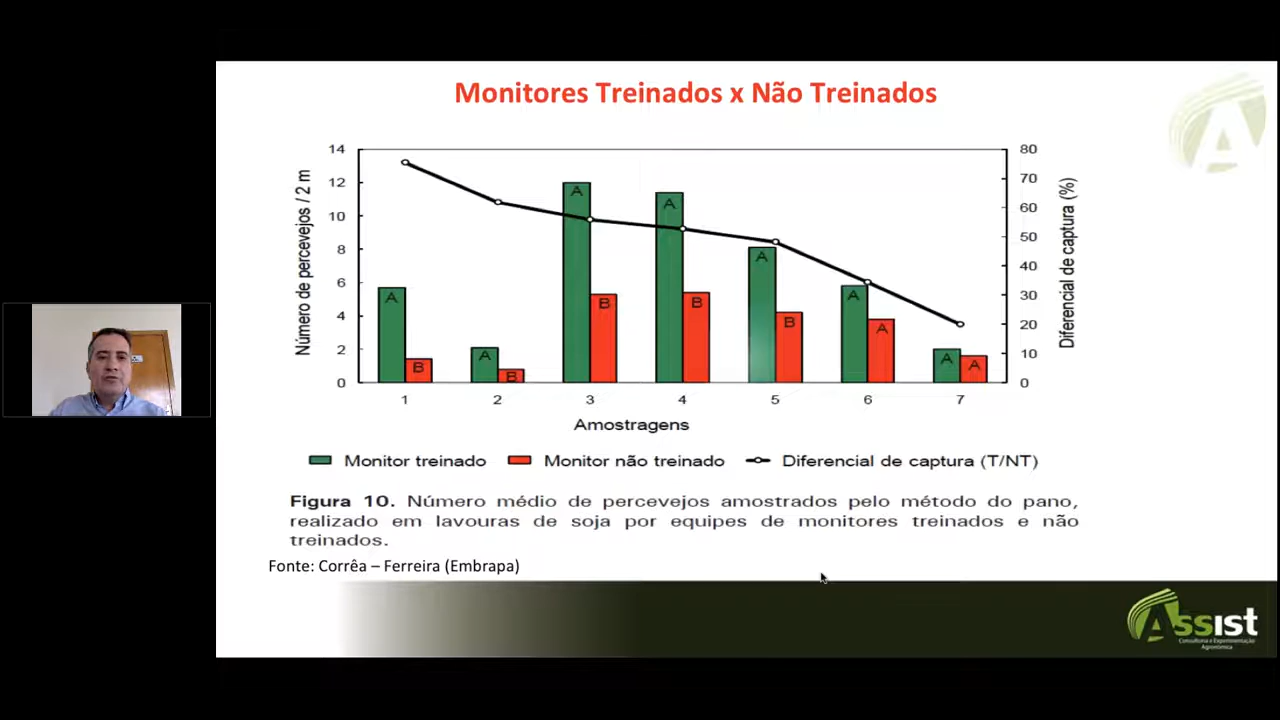 Monitores Treinados x Não Treinados
14
12
10
8
6
4
2
0
Número de percevejos / 2 m
80
70
60
50
40
30
20
10
0
Diferencial de captura (%)
A
B
A
B
A
B
A
B
A
B
A
A
A
A
1 2 3 4 5 6 7
Amostragens
Monitor treinado Monitor não treinado Diferencial de captura (T/NT)
Figura 10. Número médio de percevejos amostrados pelo método do pano,
realizado em lavouras de soja por equipes de monitores treinados e não
treinados.
Fonte: Corrêa – Ferreira (Embrapa)
Assist
Consultoria e Experimentação
Agronômica